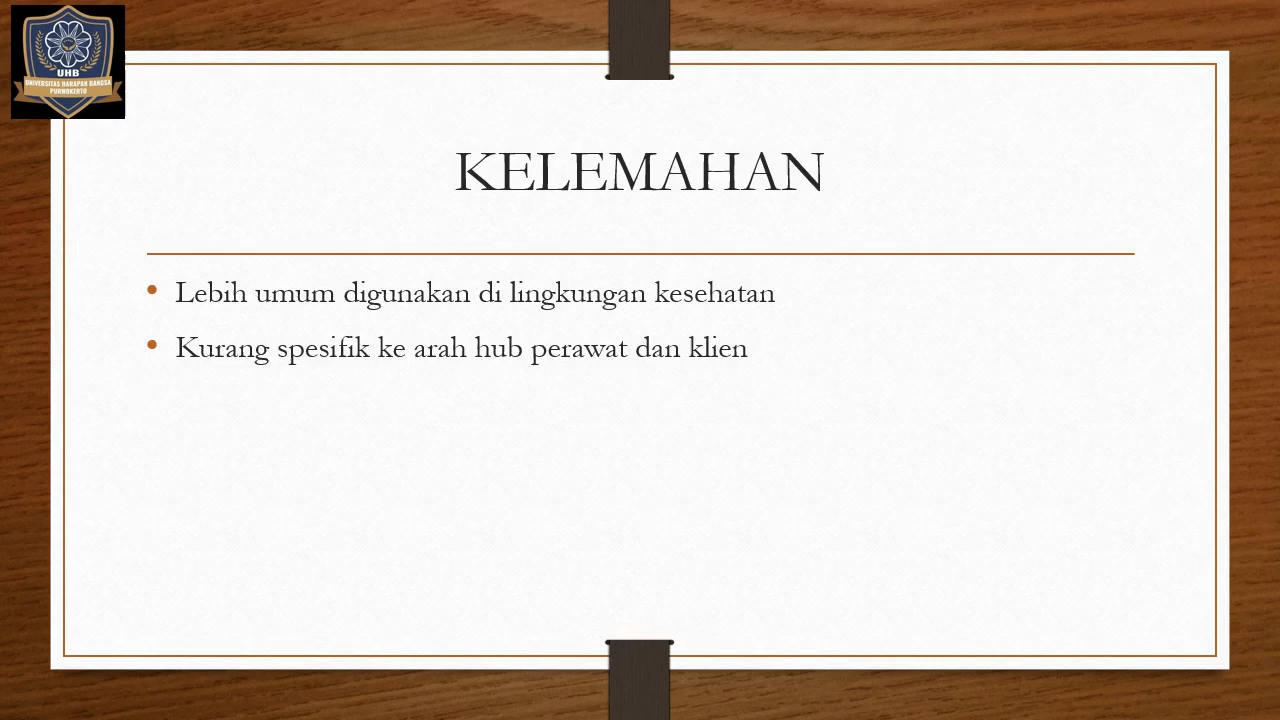 UHB
UNIVERSITAS HARAPAN BANGSA
PURWOKERTO
KELEMAHAN
• Lebih umum digunakan di lingkungan kesehatan
• Kurang spesifik ke arah hub perawat dan klien